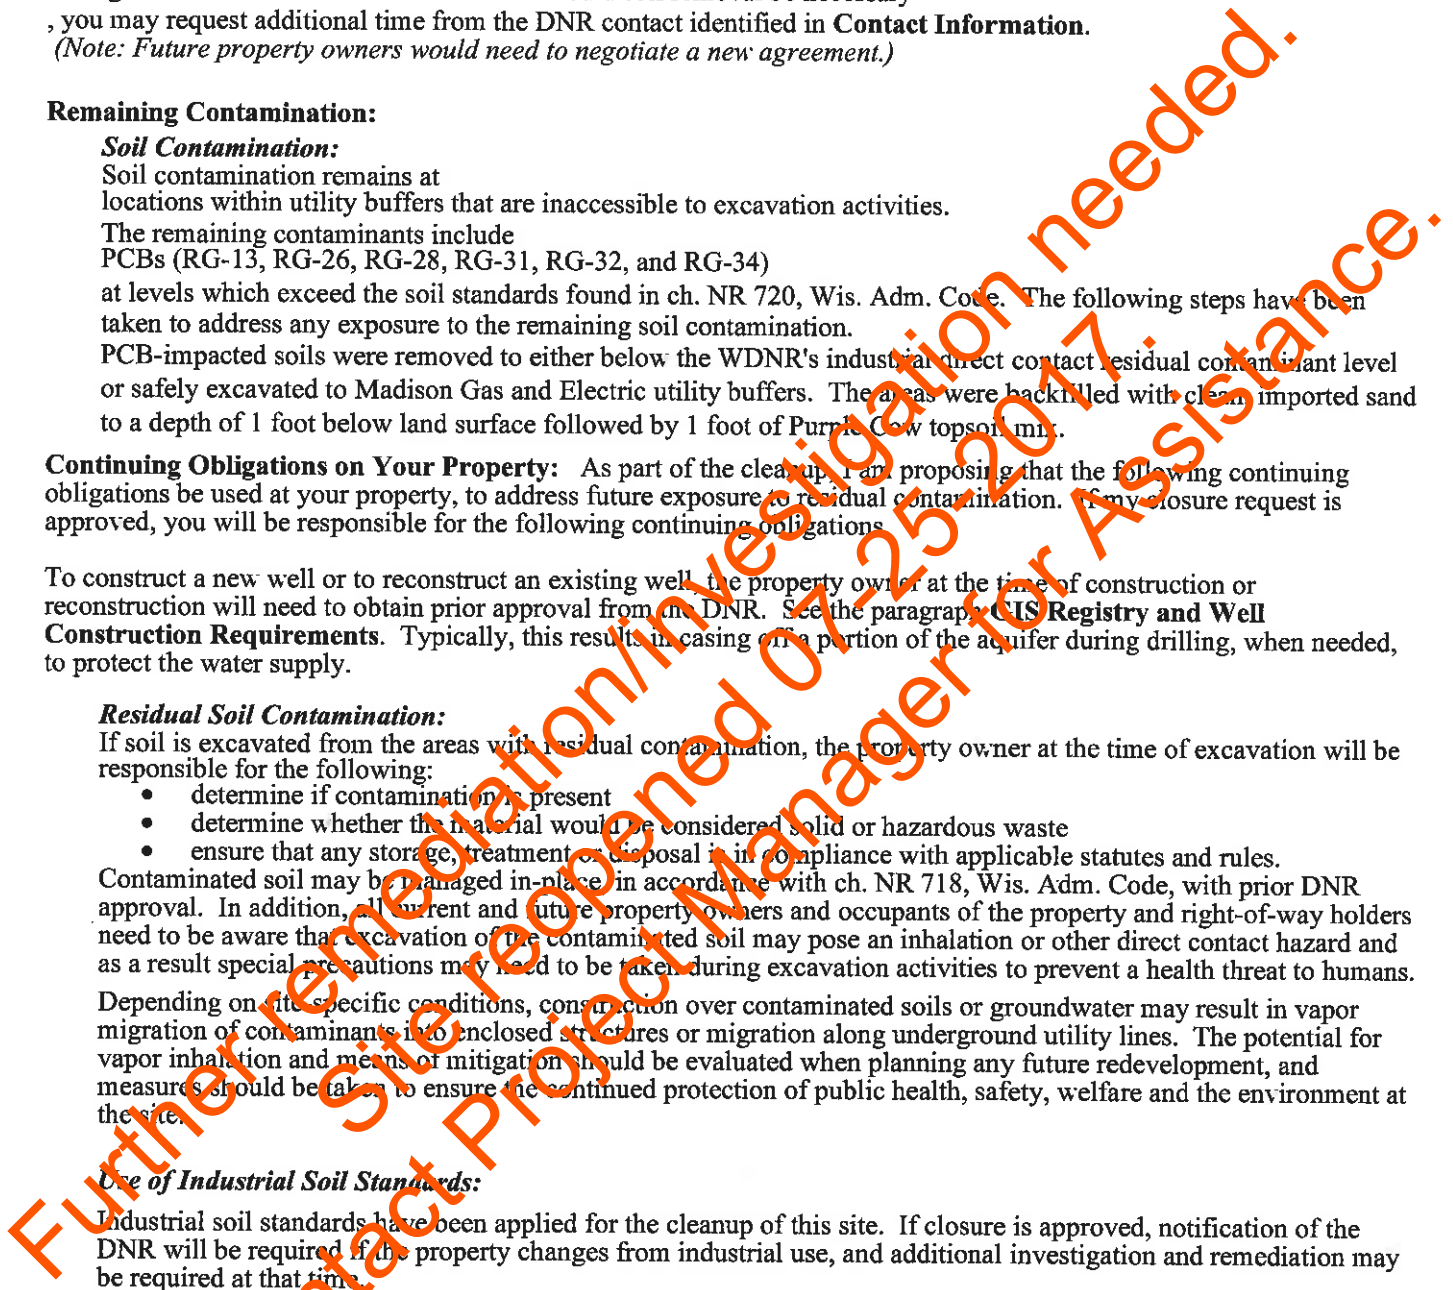 , you may request additional time from the DNR contact identified in Contact Information.
(Note: Future property owners would need to negotiate a new agreement.)
Remaining Contamination:
Soil Contamination:
Soil contamination remains at
locations within utility buffers that are inaccessible to excavation activities.
The remaining contaminants include
PCBs (RG-13, RG-26, RG-28, RG-31, RG-32, and RG-34)
at levels which exceed the soil standards found in ch. NR 720, Wis. Adm. Code. The following steps have been
taken to address any exposure to the remaining soil contamination.
PCB-impacted soils were removed to either below the WDNR's industrial direct contact residual contaminant level
or safely excavated to Madison Gas and Electric utility buffers. The areas were backfilled with clean, imported sand
to a depth of 1 foot below land surface followed by 1 foot of Purple Cow topsoil mix.
Continuing Obligations on Your Property: As part of the cleanup, I am proposing that the following continuing
obligations be used at your property, to address future exposure to residual contamination. If my closure request is
approved, you will be responsible for the following continuing obligations
To construct a new well or to reconstruct an existing well, the property owner at the time of construction or
reconstruction will need to obtain prior approval from the DNR. See the paragraph GIS Registry and Well
Construction Requirements. Typically, this results in casing off a portion of the aquifer during drilling, when needed,
to protect the water supply.
Residual Soil Contamination:
If soil is excavated from the areas with residual contamination, the property owner at the time of excavation will be
responsible for the following:
• determine if contamination is present
• determine whether the material would be considered solid or hazardous waste
• ensure that any storage, treatment or disposal is in compliance with applicable statutes and rules.
Contaminated soil may be managed in-place, in accordance with ch. NR 718, Wis. Adm. Code, with prior DNR
approval. In addition, all current and future property owners and occupants of the property and right-of-way holders
need to be aware that excavation of the contaminated soil may pose an inhalation or other direct contact hazard and
as a result special precautions may need to be taken during excavation activities to prevent a health threat to humans.
Depending on site-specific conditions, construction over contaminated soils or groundwater may result in vapor
migration of contaminants into enclosed structures or migration along underground utility lines. The potential for
vapor inhalation and means of mitigation should be evaluated when planning any future redevelopment, and
measures should be taken to ensure the continued protection of public health, safety, welfare and the environment at
the site.
Use of Industrial Soil Standards:
Industrial soil standards have been applied for the cleanup of this site. If closure is approved, notification of the
DNR will be required if the property changes from industrial use, and additional investigation and remediation may
be required at that time.
Further remediation/investigation needed.
Site reopened 07-25-2017.
Project Manager for Assistance.